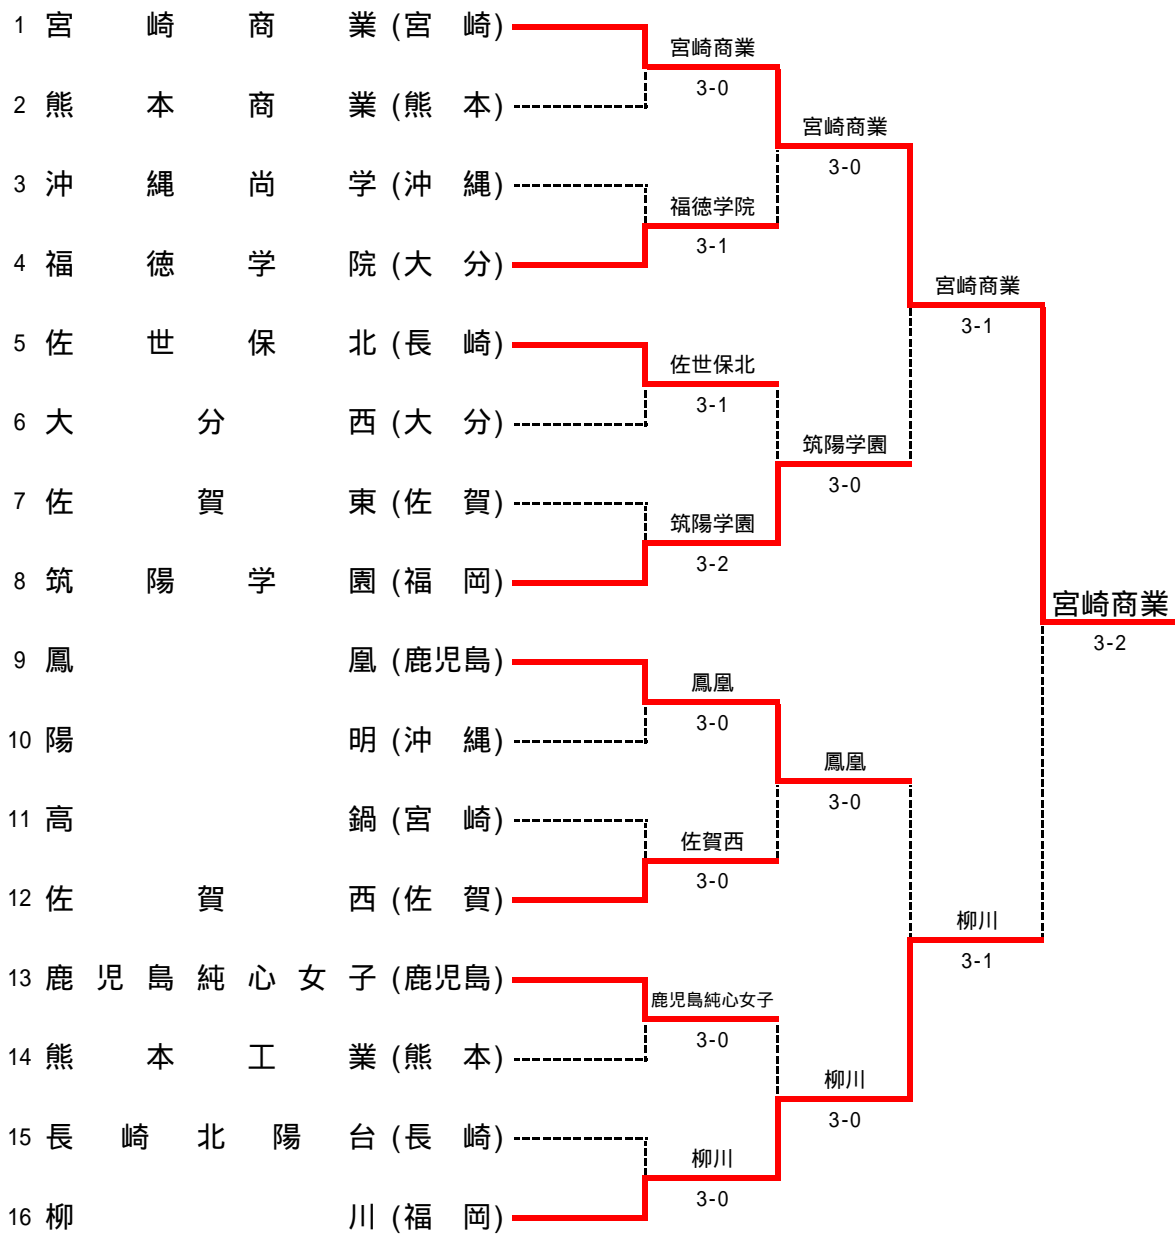 1 宮崎商業 (宮崎)
宮崎商業
3-0
2 熊本商業 (熊本)
宮崎商業
3-0
3 沖縄尚学 (沖縄)
福徳学院
3-1
4 福徳学院 (大分)
宮崎商業
3-1
5 佐世保北 (長崎)
佐世保北
3-1
6 大分西 (大分)
筑陽学園
3-0
7 佐賀東 (佐賀)
筑陽学園
3-2
8 筑陽学園 (福岡)
宮崎商業
3-2
9 鳳凰 (鹿児島)
鳳凰
3-0
10 陽明 (沖縄)
鳳凰
3-0
11 高鍋 (宮崎)
佐賀西
3-0
12 佐賀西 (佐賀)
柳川
3-1
13 鹿児島純心女子 (鹿児島)
鹿児島純心女子
3-0
14 熊本工業 (熊本)
柳川
3-0
15 長崎北陽台 (長崎)
柳川
3-0
16 柳川 (福岡)